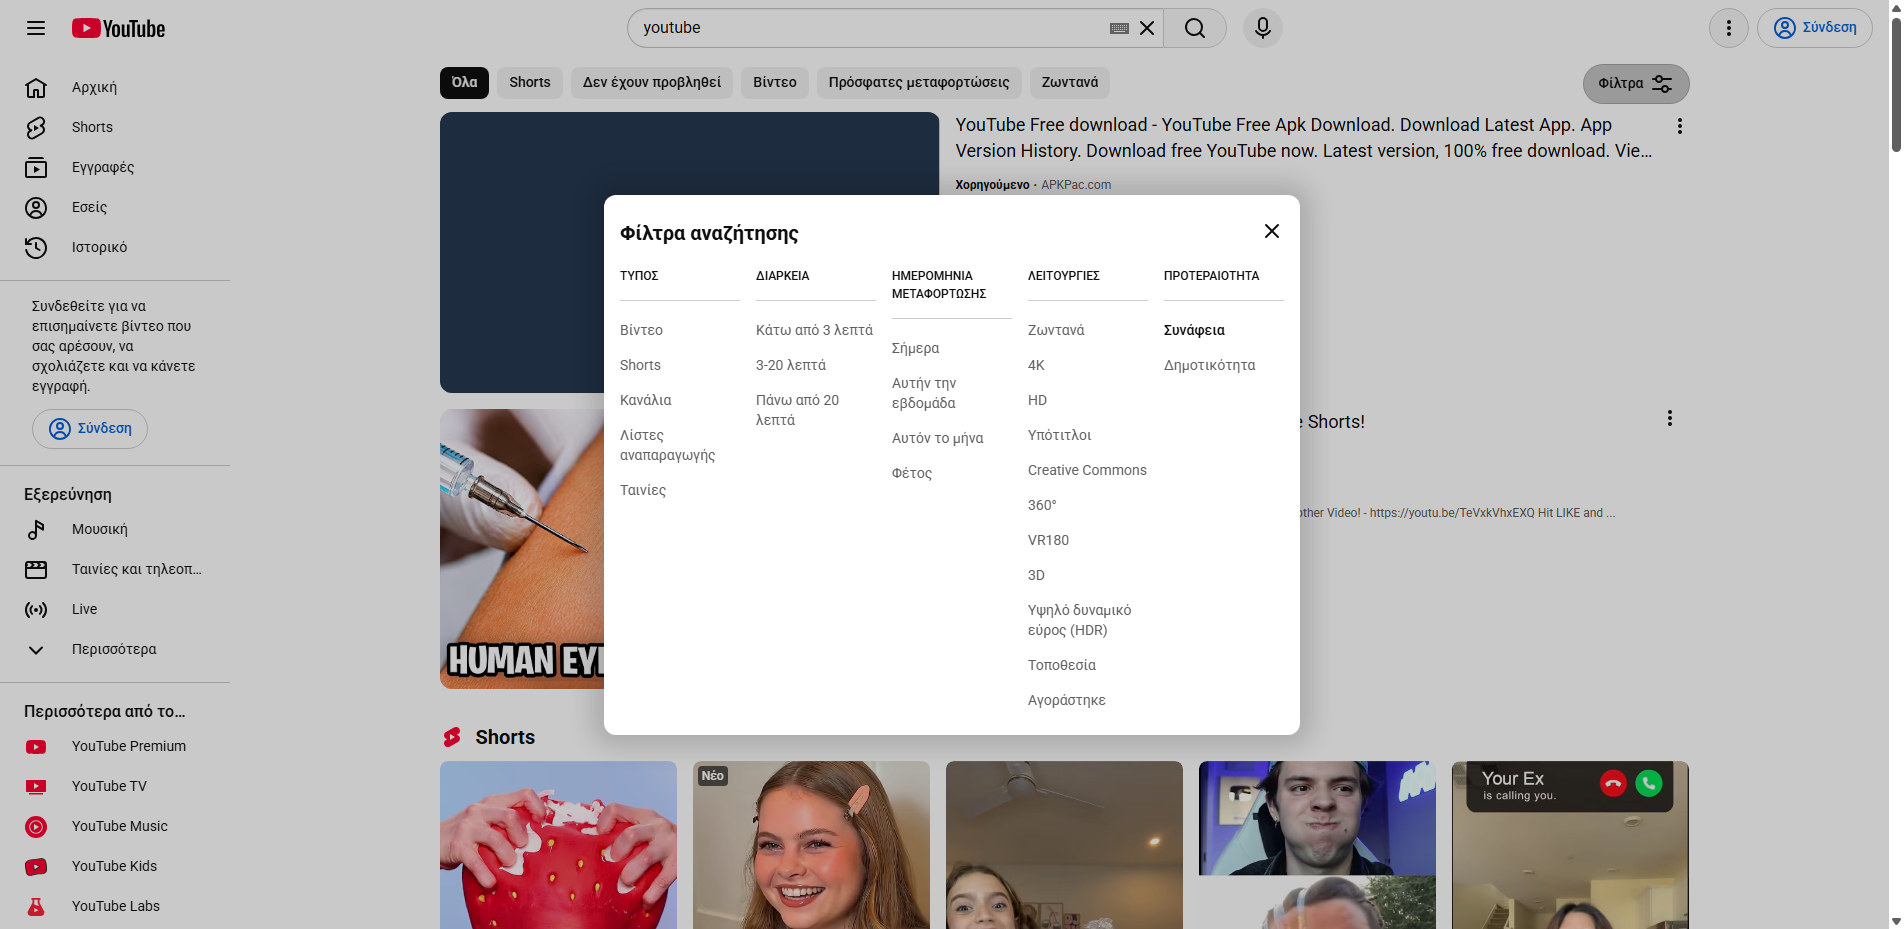 YouTube
youtube
Σύνδεση
Αρχική
Shorts
Εγγραφές
Εσείς
Ιστορικό
Συνδεθείτε για να
επισημαίνετε βίντεο που
σας αρέσουν, να
σχολιάζετε και να κάνετε
εγγραφή.
Σύνδεση
Εξερεύνηση
Μουσική
Ταινίες και τηλεοπ...
Live
Περισσότερα
Περισσότερα από το...
YouTube Premium
YouTube TV
YouTube Music
YouTube Kids
YouTube Labs
Όλα
Shorts
Δεν έχουν προβληθεί
Βίντεο
Πρόσφατες μεταφορτώσεις
Ζωντανά
Φίλτρα
YouTube Free download - YouTube Free Apk Download. Download Latest App. App
Version History. Download free YouTube now. Latest version, 100% free download. Vie...
Χορηγούμενο · APKPac.com
Φίλτρα αναζήτησης
ΤΥΠΟΣ
Βίντεο
Shorts
Κανάλια
Λίστες
αναπαραγωγής
Ταινίες
ΔΙΑΡΚΕΙΑ
Κάτω από 3 λεπτά
3-20 λεπτά
Πάνω από 20
λεπτά
ΗΜΕΡΟΜΗΝΙΑ
ΜΕΤΑΦΟΡΤΩΣΗΣ
Σήμερα
Αυτήν την
εβδομάδα
Αυτόν το μήνα
Φέτος
ΛΕΙΤΟΥΡΓΙΕΣ
Ζωντανά
4K
HD
Υπότιτλοι
Creative Commons
360°
VR180
3D
Υψηλό δυναμικό
εύρος (HDR)
Τοποθεσία
Αγοράστηκε
ΠΡΟΤΕΡΑΙΟΤΗΤΑ
Συνάφεια
Δημοτικότητα
Shorts!
other Video! - https://youtu.be/TeVxkVhxEXQ Hit LIKE and ...
HUMAN EYE
Shorts
Νέο
Your Ex
is calling you.